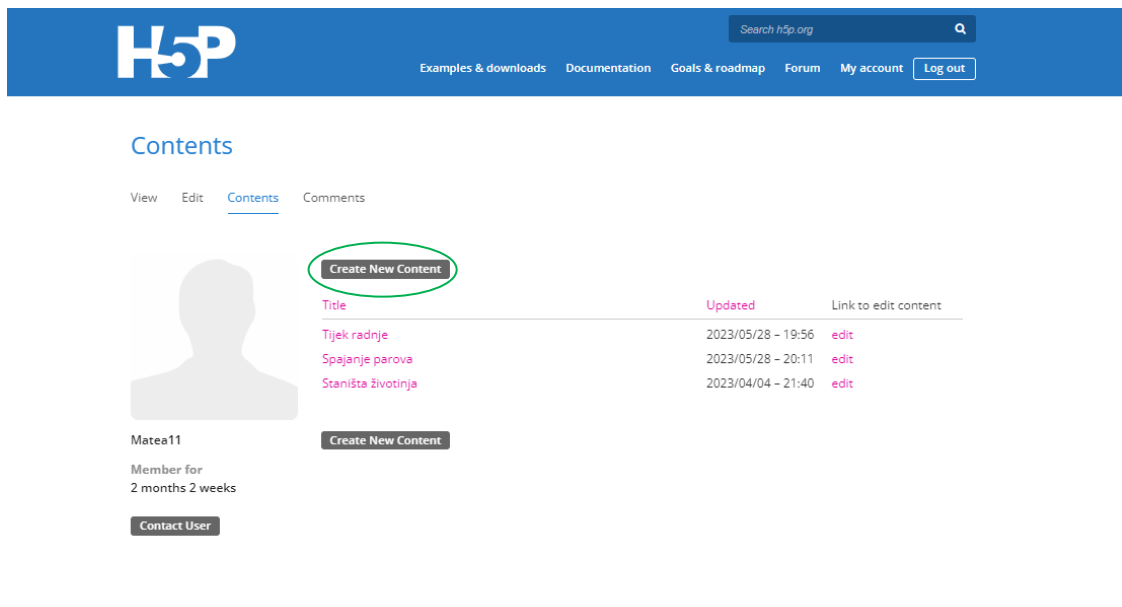 H5P
Search h5p.org
Examples & downloads Documentation Goals & roadmap Forum My account Log out
Contents
View Edit Contents Comments
Create New Content
Title Updated Link to edit content
Tijek radnje 2023/05/28 – 19:56 edit
Spajanje parova 2023/05/28 – 20:11 edit
Staništa životinja 2023/04/04 – 21:40 edit
Matea11 Create New Content
Member for
2 months 2 weeks
Contact User